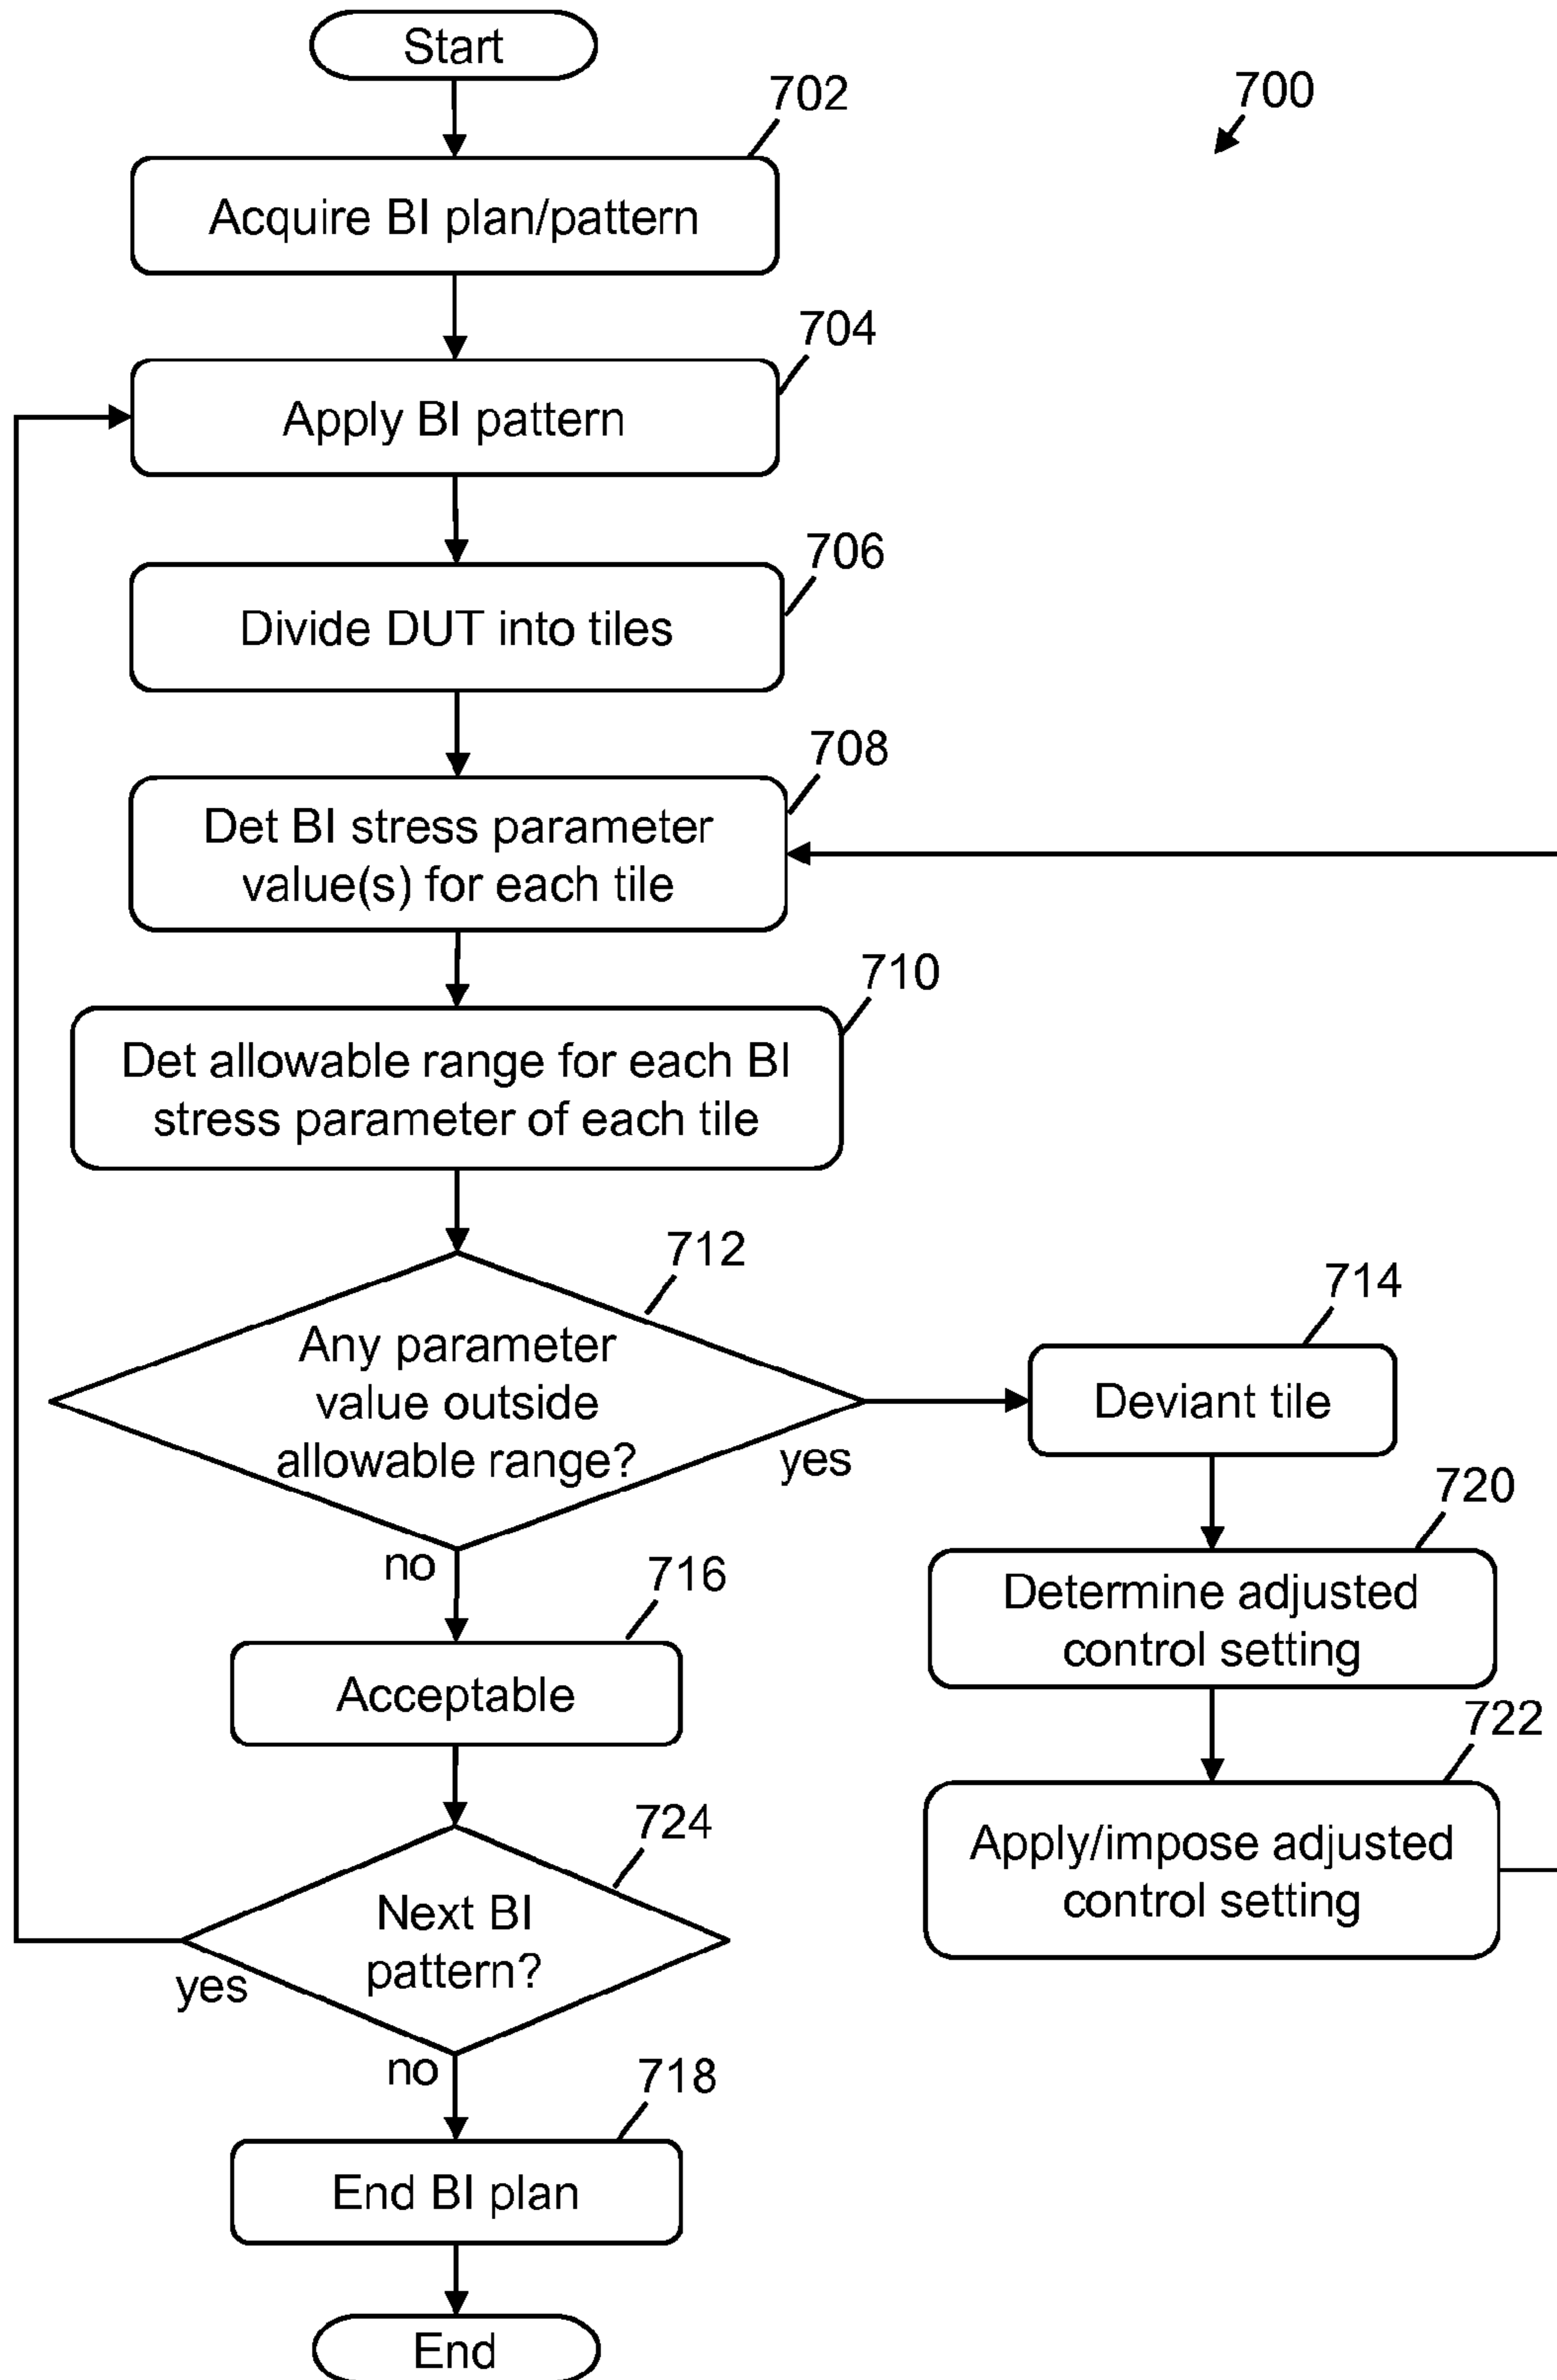 Start
700
702
Acquire BI plan/pattern
704
Apply BI pattern
706
Divide DUT into tiles
708
Det BI stress parameter
value(s) for each tile
710
Det allowable range for each BI
stress parameter of each tile
712
Any parameter
value outside
allowable range?
yes
no
714
Deviant tile
720
Determine adjusted
control setting
722
Apply/impose adjusted
control setting
716
Acceptable
724
Next BI
pattern?
yes
no
718
End BI plan
End